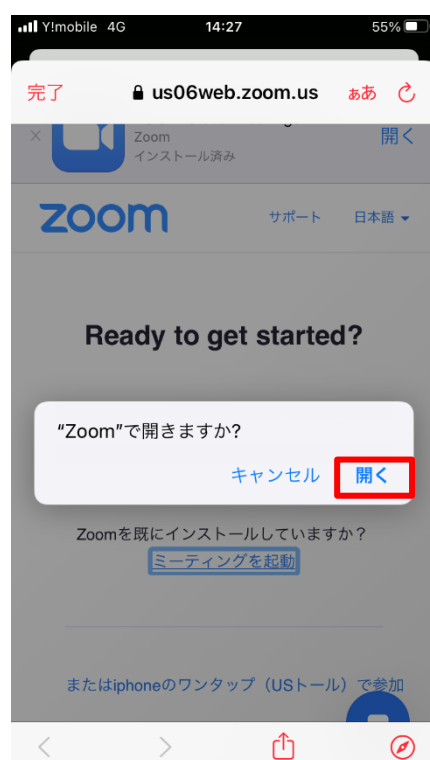 Y!mobile 4G 14:27 55%
完了 us06web.zoom.us ぁあ
Zoom
インストール済み
開く
zoom サポート 日本語
Ready to get started?
“Zoom”で開きますか?
キャンセル 開く
Zoomを既にインストールしていますか？
ミーティングを起動
またはiphoneのワンタップ（USトール）で参加